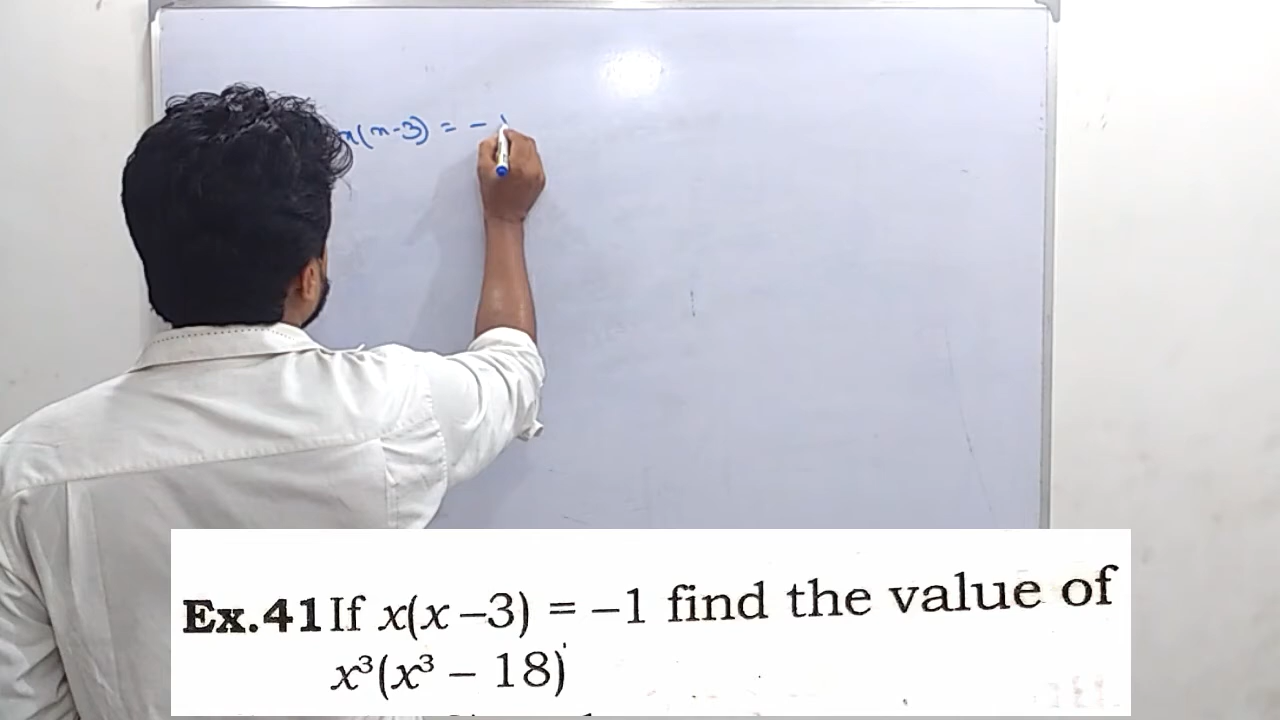 x(x-3) = -1
Ex.41 If x(x–3) = –1 find the value of
x³(x³ – 18)